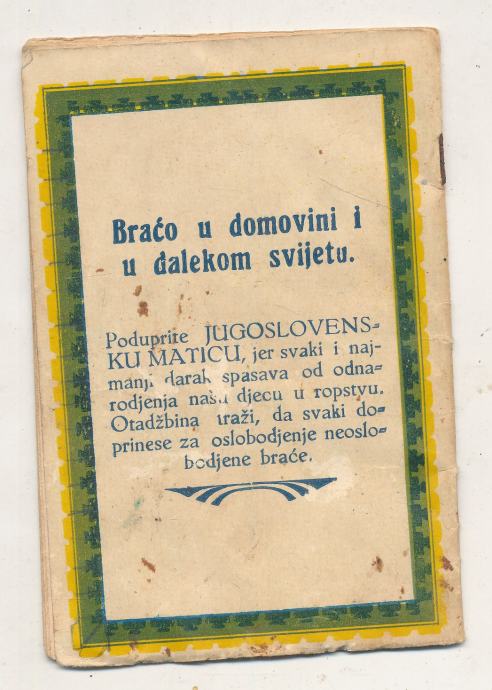 Braćo u domovini i
u dalekom svijetu.
Poduprite JUGOSLOVENS-
KU MATICU, jer svaki i naj-
manji darak spasava od odna-
rodjenja našu djecu u ropstvu.
Otadžbina traži, da svaki do-
prinese za oslobodjenje neoslo-
bodjene braće.